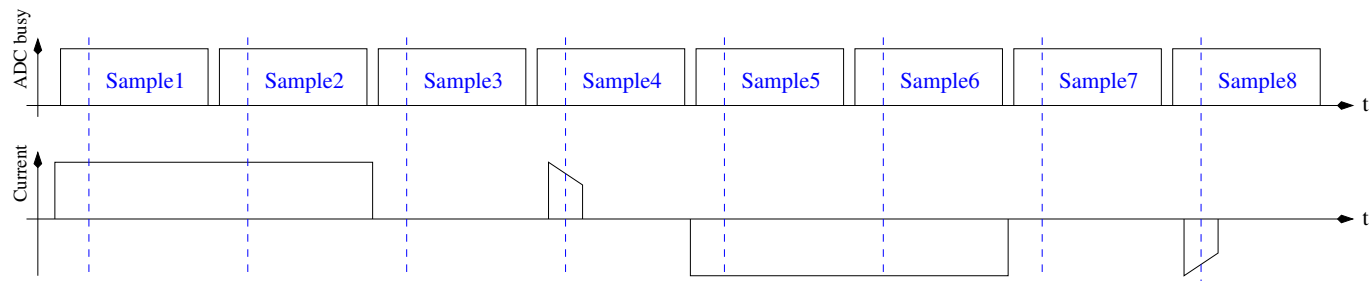 ADC busy
Sample1 Sample2 Sample3 Sample4 Sample5 Sample6 Sample7 Sample8
t
Current
t